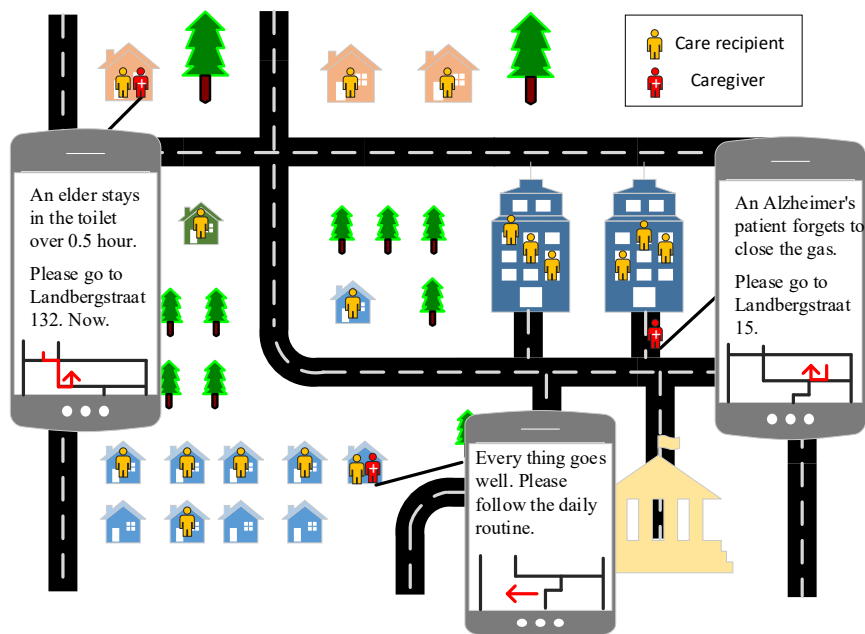 Care recipient
Caregiver
An elder stays
in the toilet
over 0.5 hour.
Please go to
Landbergstraat
132. Now.
An Alzheimer's
patient forgets to
close the gas.
Please go to
Landbergstraat
15.
Every thing goes
well. Please
follow the daily
routine.